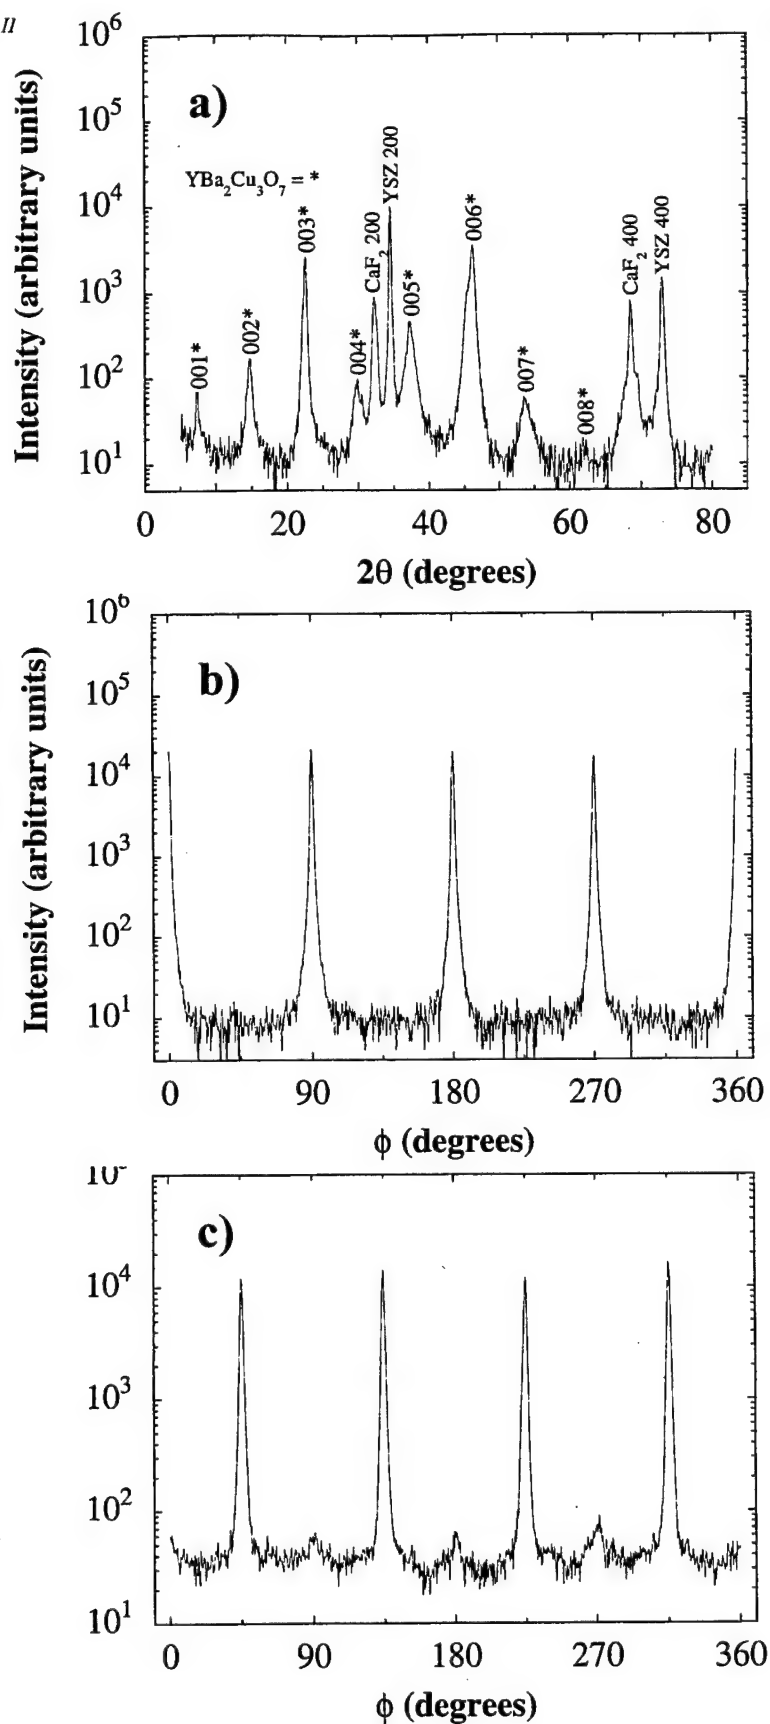 II
10⁶
10⁵
10⁴
10³
10²
10¹
Intensity (arbitrary units)
a)
YBa₂Cu₃O₇ = *
001*
002*
003*
004*
CaF₂ 200
YSZ 200
005*
006*
007*
008*
CaF₂ 400
YSZ 400
0 20 40 60 80
2θ (degrees)
10⁶
10⁵
10⁴
10³
10²
10¹
Intensity (arbitrary units)
b)
0 90 180 270 360
ϕ (degrees)
10⁴
10³
10²
10¹
c)
0 90 180 270 360
ϕ (degrees)